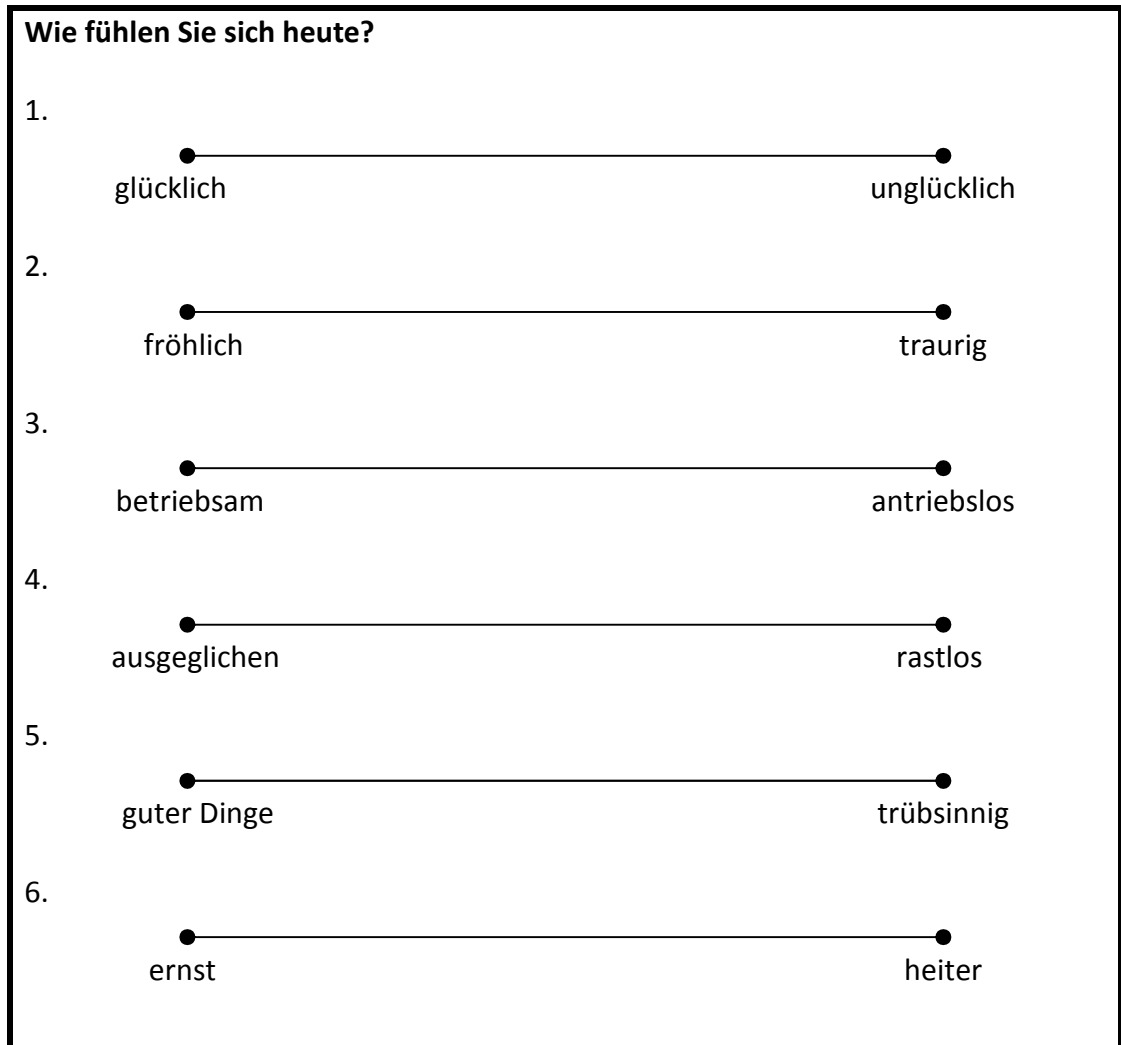 Wie fühlen Sie sich heute?
1.
glücklich unglücklich
2.
fröhlich traurig
3.
betriebsam antriebslos
4.
ausgeglichen rastlos
5.
guter Dinge trübsinnig
6.
ernst heiter